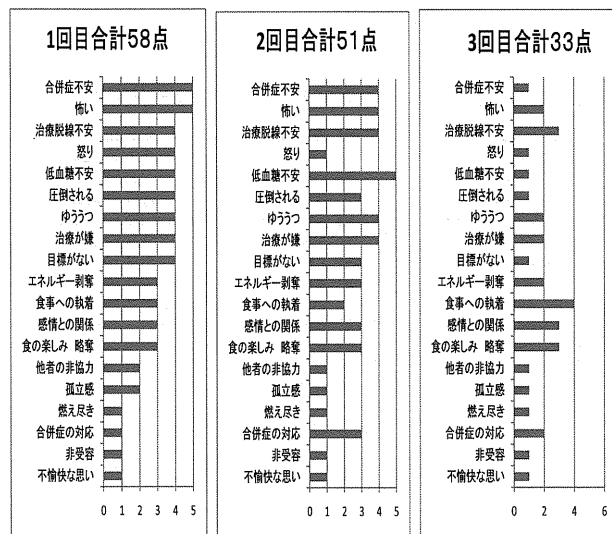 1回目合計58点
合併症不安
怖い
治療脱線不安
怒り
低血糖不安
圧倒される
ゆううつ
治療が嫌
目標がない
エネルギー剥奪
食事への執着
感情との関係
食の楽しみ 略奪
他者の非協力
孤立感
燃え尽き
合併症の対応
非受容
不愉快な思い
0 1 2 3 4 5
2回目合計51点
合併症不安
怖い
治療脱線不安
怒り
低血糖不安
圧倒される
ゆううつ
治療が嫌
目標がない
エネルギー剥奪
食事への執着
感情との関係
食の楽しみ 略奪
他者の非協力
孤立感
燃え尽き
合併症の対応
非受容
不愉快な思い
0 1 2 3 4 5
3回目合計33点
合併症不安
怖い
治療脱線不安
怒り
低血糖不安
圧倒される
ゆううつ
治療が嫌
目標がない
エネルギー剥奪
食事への執着
感情との関係
食の楽しみ 略奪
他者の非協力
孤立感
燃え尽き
合併症の対応
非受容
不愉快な思い
0 2 4 6